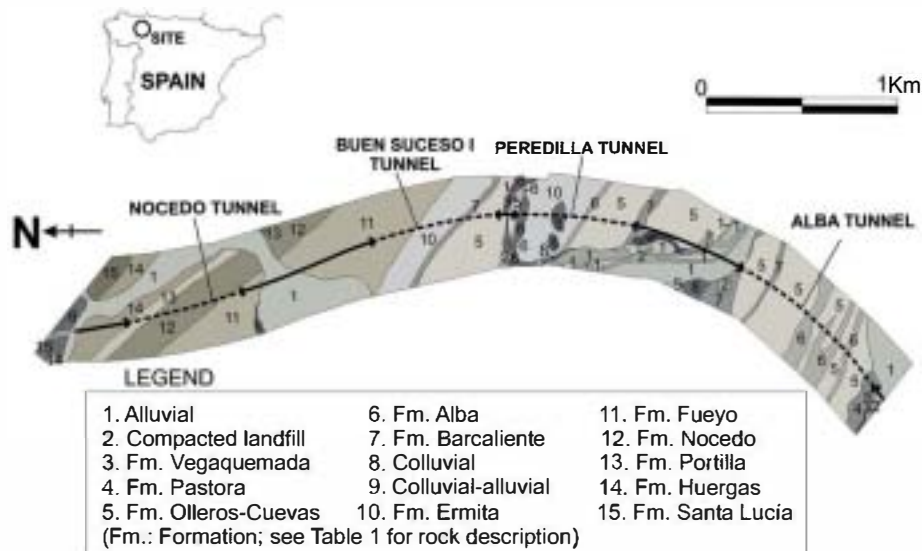 SITE
SPAIN
0 1Km
BUEN SUCESO I
TUNNEL
PEREDILLA TUNNEL
NOCEDO TUNNEL
ALBA TUNNEL
N
LEGEND
1. Alluvial
2. Compacted landfill
3. Fm. Vegaquemada
4. Fm. Pastora
5. Fm. Olleros-Cuevas
6. Fm. Alba
7. Fm. Barcaliente
8. Colluvial
9. Colluvial-alluvial
10. Fm. Ermita
11. Fm. Fueyo
12. Fm. Nocedo
13. Fm. Portilla
14. Fm. Huergas
15. Fm. Santa Lucía
(Fm.: Formation; see Table 1 for rock description)